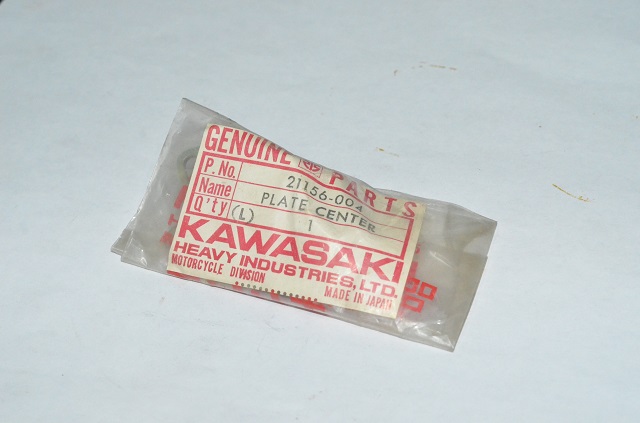 GENUINE PARTS
P. No. 21156-004
Name PLATE CENTER
Q'ty (L) 1
KAWASAKI
HEAVY INDUSTRIES, LTD.
MOTORCYCLE DIVISION
MADE IN JAPAN